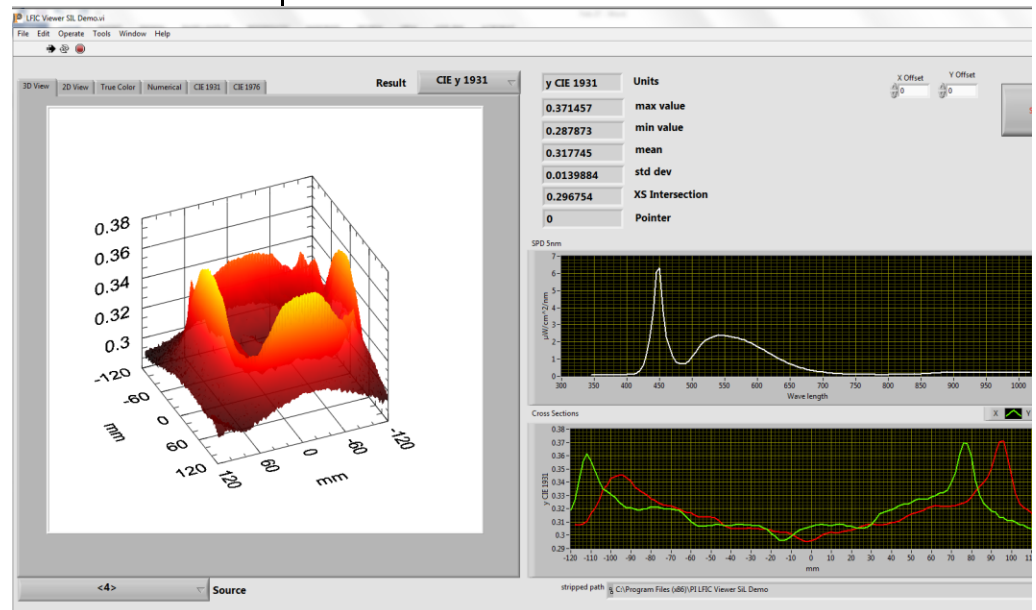 LFIC Viewer SIL Demo.vi
File Edit Operate Tools Window Help
3D View 2D View True Color Numerical CIE 1931 CIE 1976
Result CIE y 1931
0.38
0.36
0.34
0.32
0.3
-120
-60
0
60
120
mm
120
60
0
-60
-120
mm
<4> Source
y CIE 1931 Units
0.371457 max value
0.287873 min value
0.317745 mean
0.0139884 std dev
0.296754 XS Intersection
0 Pointer
X Offset Y Offset
0 0
SPD 5nm
7
6
5
4
3
2
1
0
µW/cm^2/nm
300 350 400 450 500 550 600 650 700 750 800 850 900 950 1000
Wave length
Cross Sections
X Y
0.38
0.37
0.36
0.35
0.34
0.33
0.32
0.31
0.3
0.29
y CIE 1931
-120 -110 -100 -90 -80 -70 -60 -50 -40 -30 -20 -10 0 10 20 30 40 50 60 70 80 90 100
mm
stripped path C:\Program Files (x86)\PI LFIC Viewer SiL Demo